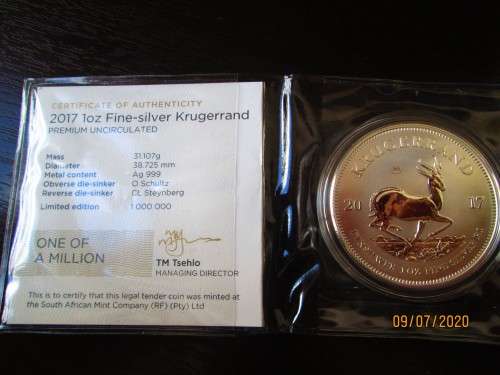 CERTIFICATE OF AUTHENTICITY
2017 1oz Fine-silver Krugerrand
PREMIUM UNCIRCULATED
Mass 31.107g
Diameter 38.725 mm
Metal content Ag 999
Obverse die-sinker O Schultz
Reverse die-sinker CL Steynberg
Limited edition 1 000 000
ONE OF
A MILLION
TM Tsehlo
MANAGING DIRECTOR
This is to certify that this legal tender coin was minted at
the South African Mint Company (RF) (Pty) Ltd
KRUGERRAND
20 17
1 OZ
09/07/2020